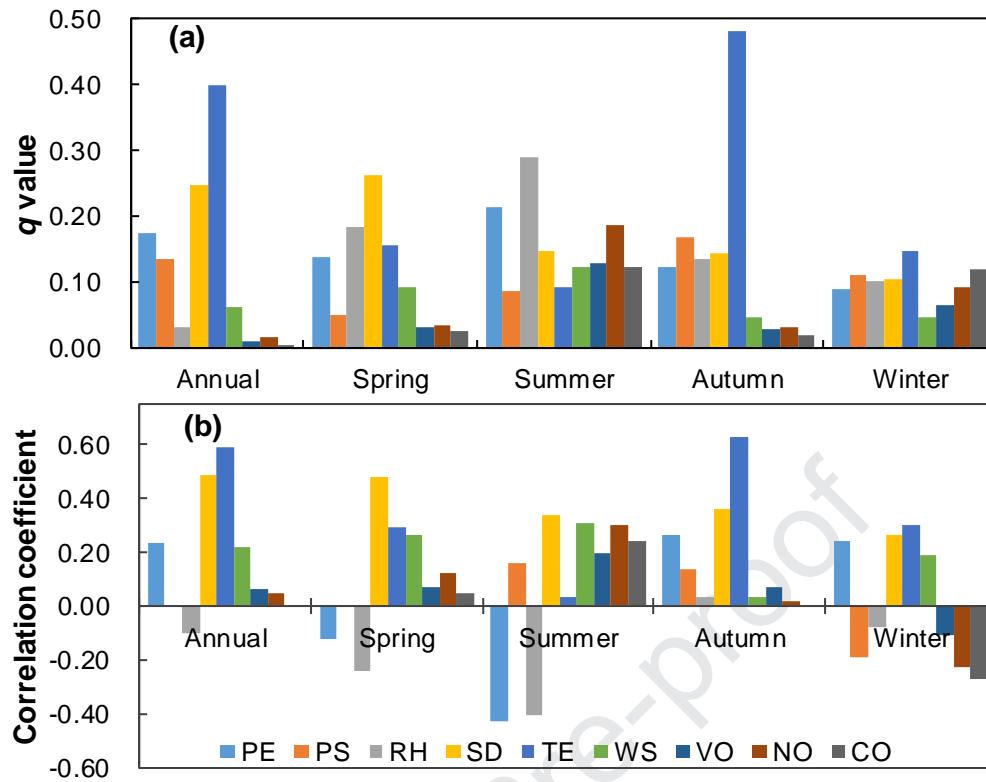 (a)
q value
0.50
0.40
0.30
0.20
0.10
0.00
Annual Spring Summer Autumn Winter
(b)
Correlation coefficient
0.60
0.40
0.20
0.00
-0.20
-0.40
-0.60
Annual Spring Summer Autumn Winter
PE PS RH SD TE WS VO NO CO
re-proof